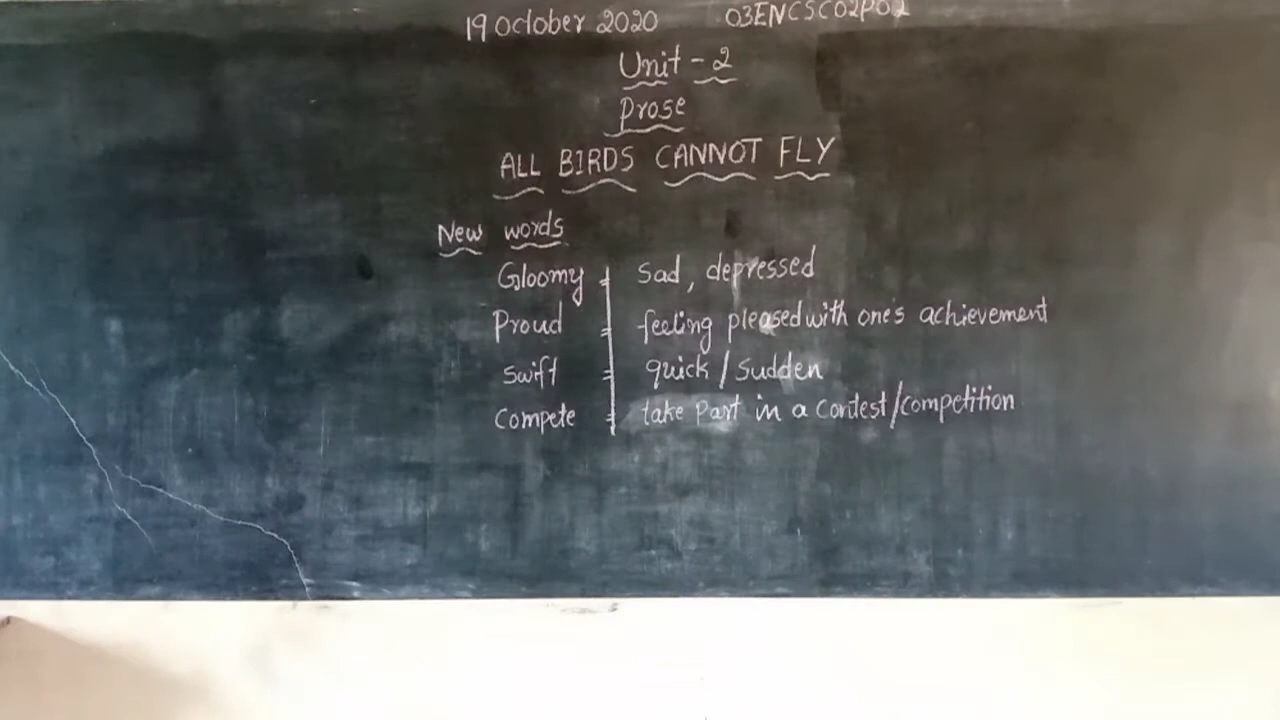 19 October 2020 03ENCSC02P02
Unit - 2
Prose
ALL BIRDS CANNOT FLY
New words
Gloomy = Sad, depressed
Proud = feeling pleased with one's achievement
Swift = quick / Sudden
Compete = take Part in a Contest/competition